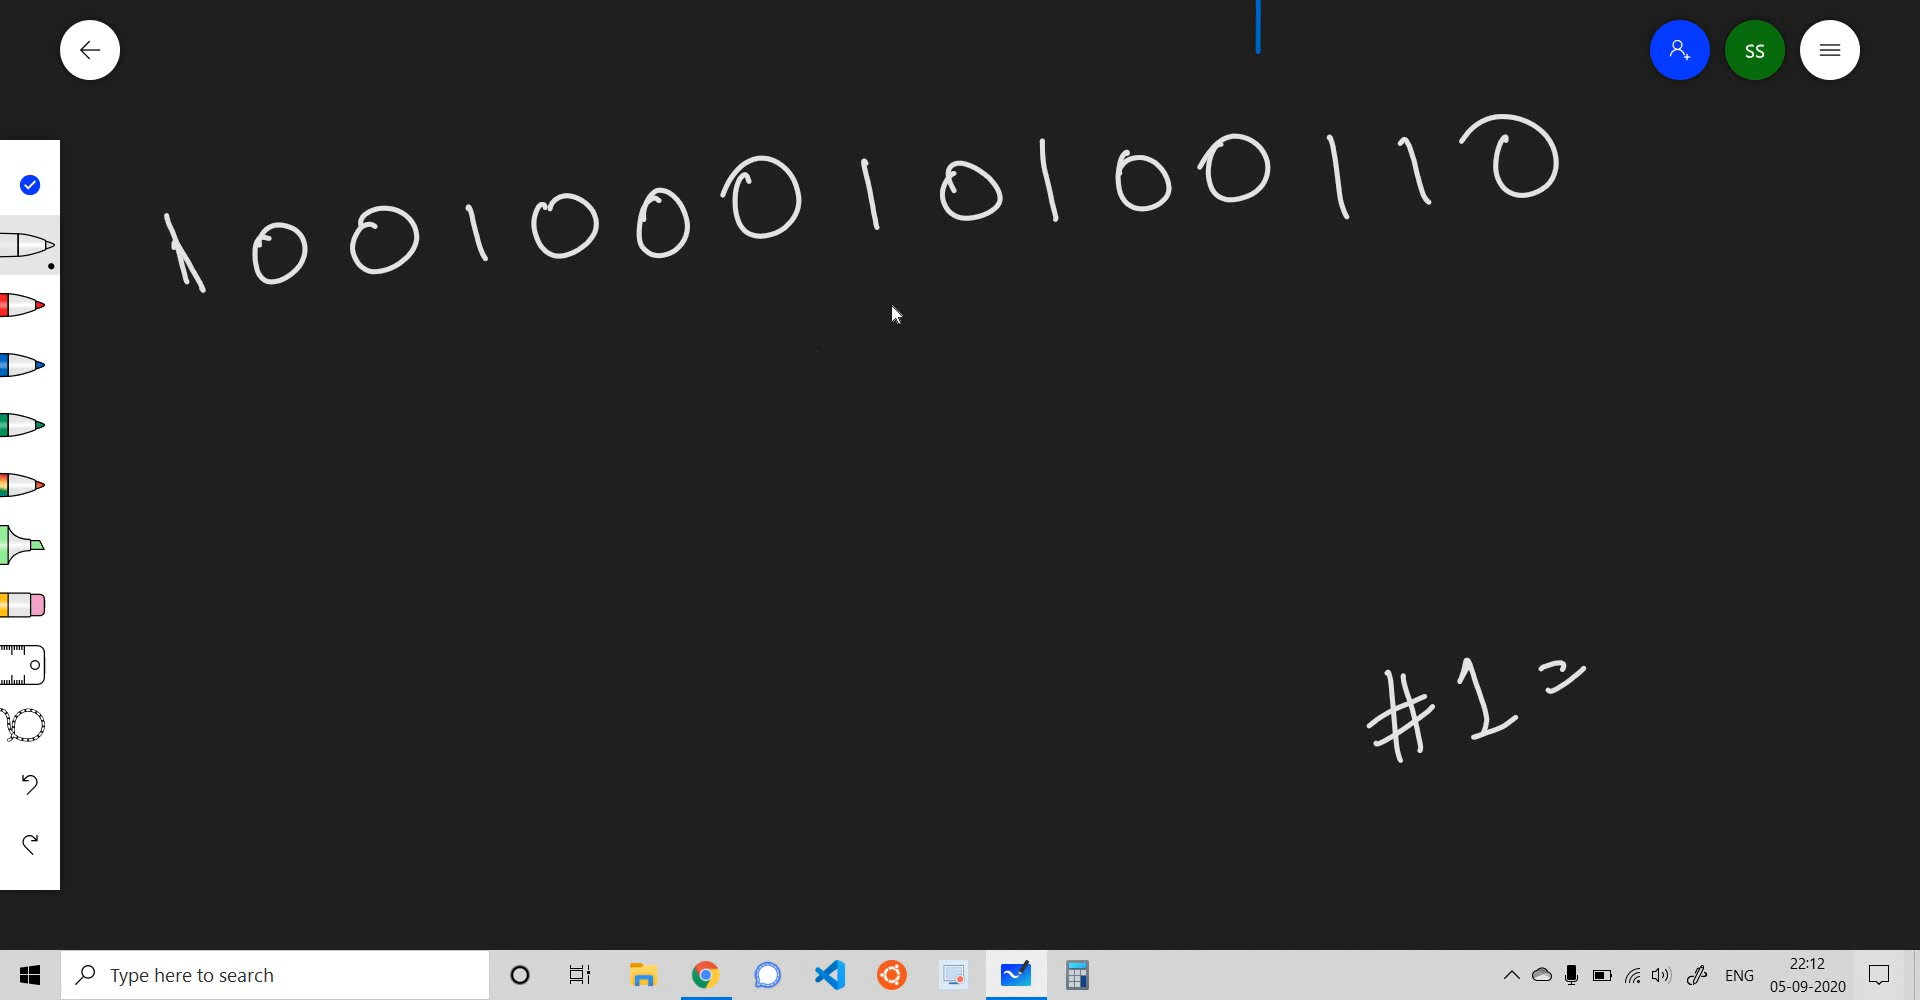 SS
100100010100110
#1=
Type here to search
ENG
22:12
05-09-2020